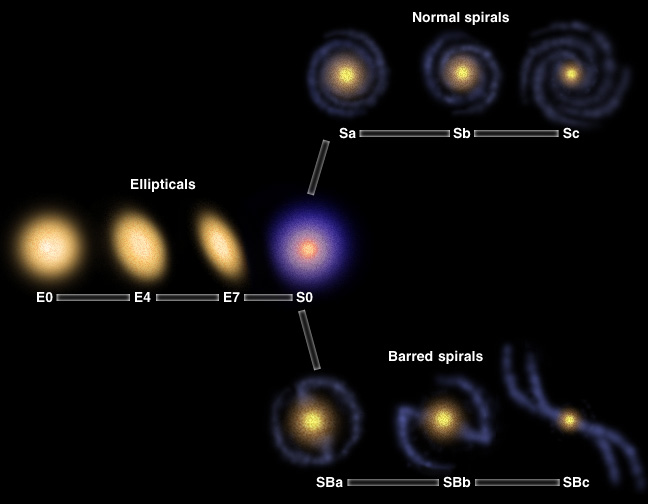 Normal spirals
Sa Sb Sc
Ellipticals
E0 E4 E7 S0
Barred spirals
SBa SBb SBc